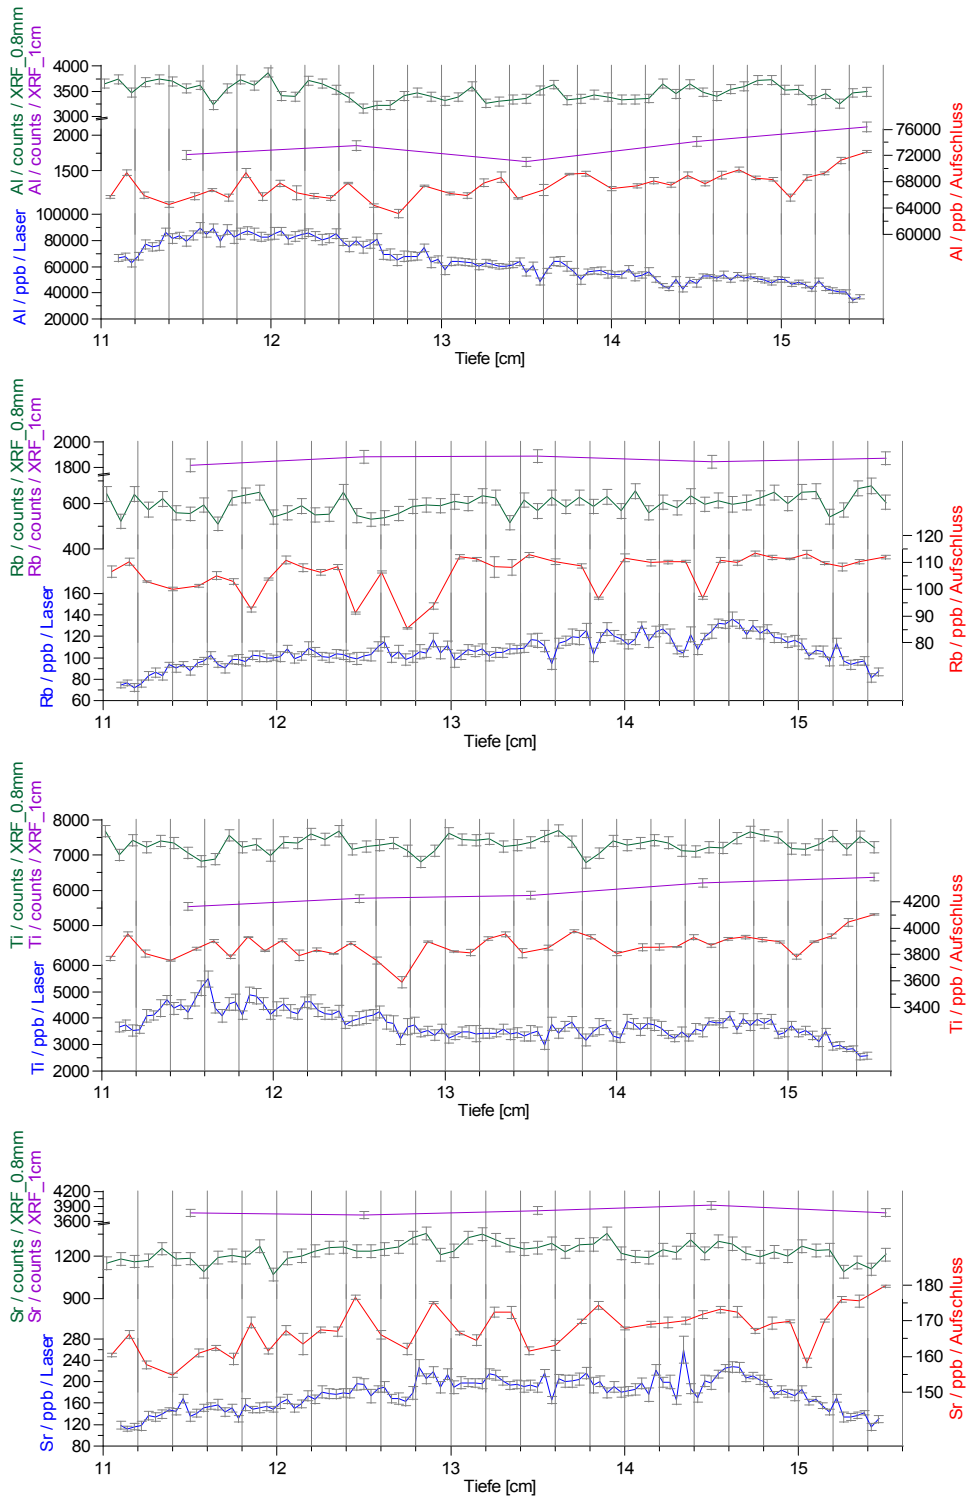 Al / counts / XRF_0.8mm
Al / counts / XRF_1cm
Al / ppb / Laser
4000
3500
3000
2000
1500
100000
80000
60000
40000
20000
76000
72000
68000
64000
60000
Al / ppb / Aufschluss
11 12 13 14 15
Tiefe [cm]
Rb / counts / XRF_0.8mm
Rb / counts / XRF_1cm
Rb / ppb / Laser
2000
1800
600
400
160
140
120
100
80
60
120
110
100
90
80
Rb / ppb / Aufschluss
11 12 13 14 15
Tiefe [cm]
Ti / counts / XRF_0.8mm
Ti / counts / XRF_1cm
Ti / ppb / Laser
8000
7000
6000
5000
6000
5000
4000
3000
2000
4200
4000
3800
3600
3400
Ti / ppb / Aufschluss
11 12 13 14 15
Tiefe [cm]
Sr / counts / XRF_0.8mm
Sr / counts / XRF_1cm
Sr / ppb / Laser
4200
3900
3600
1200
900
280
240
200
160
120
80
180
170
160
150
Sr / ppb / Aufschluss
11 12 13 14 15
Tiefe [cm]